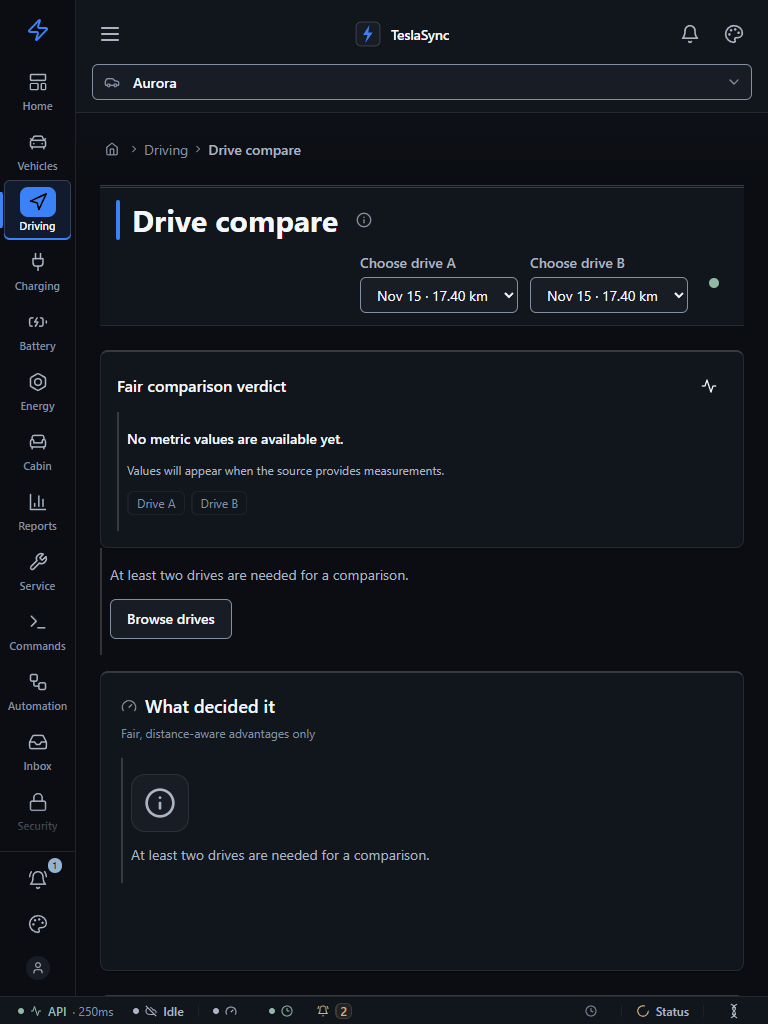 TeslaSync
Aurora
Home
Vehicles
Driving
Charging
Battery
Energy
Cabin
Reports
Service
Commands
Automation
Inbox
Security
1
Driving
Drive compare
Drive compare
Choose drive A
Choose drive B
Nov 15 · 17.40 km
Nov 15 · 17.40 km
Fair comparison verdict
No metric values are available yet.
Values will appear when the source provides measurements.
Drive A
Drive B
At least two drives are needed for a comparison.
Browse drives
What decided it
Fair, distance-aware advantages only
At least two drives are needed for a comparison.
API · 250ms
Idle
2
Status